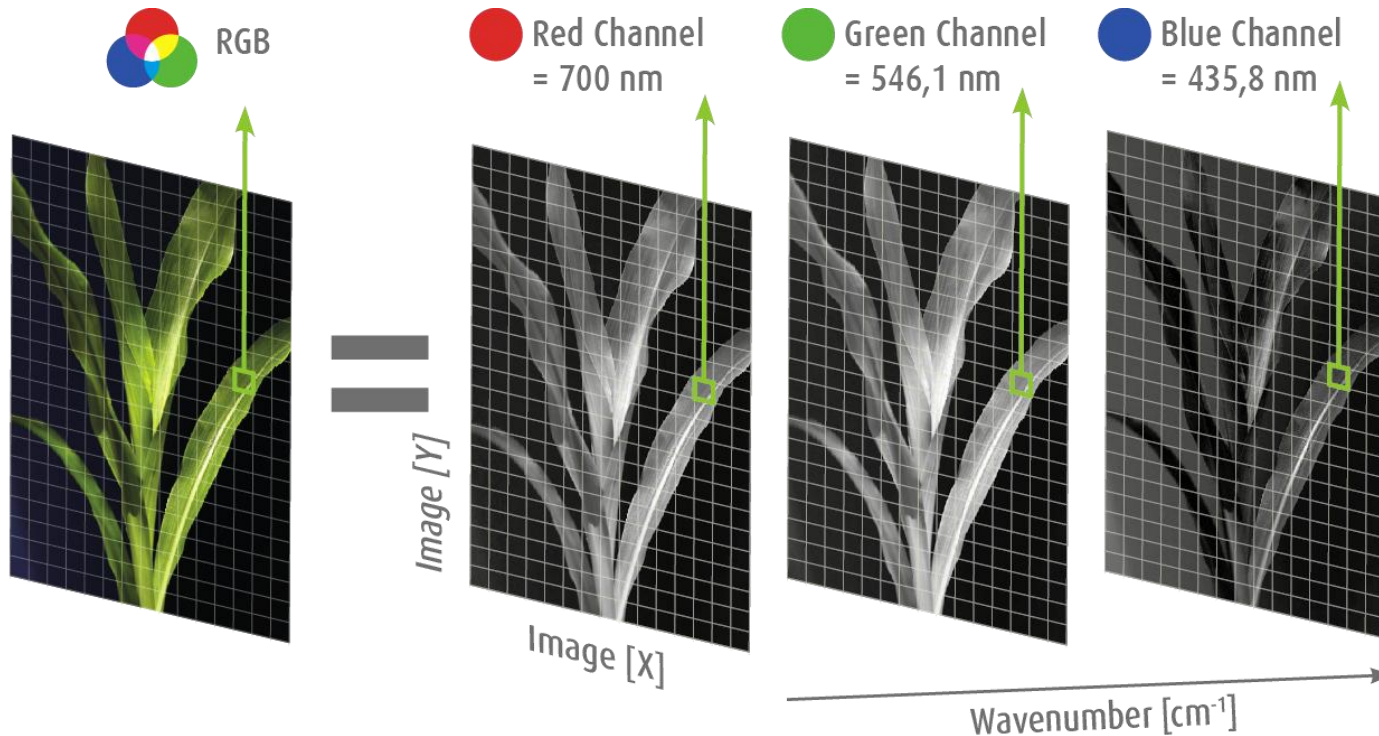 RGB
Red Channel
= 700 nm
Green Channel
= 546,1 nm
Blue Channel
= 435,8 nm
Image [Y]
Image [X]
Wavenumber [cm⁻¹]